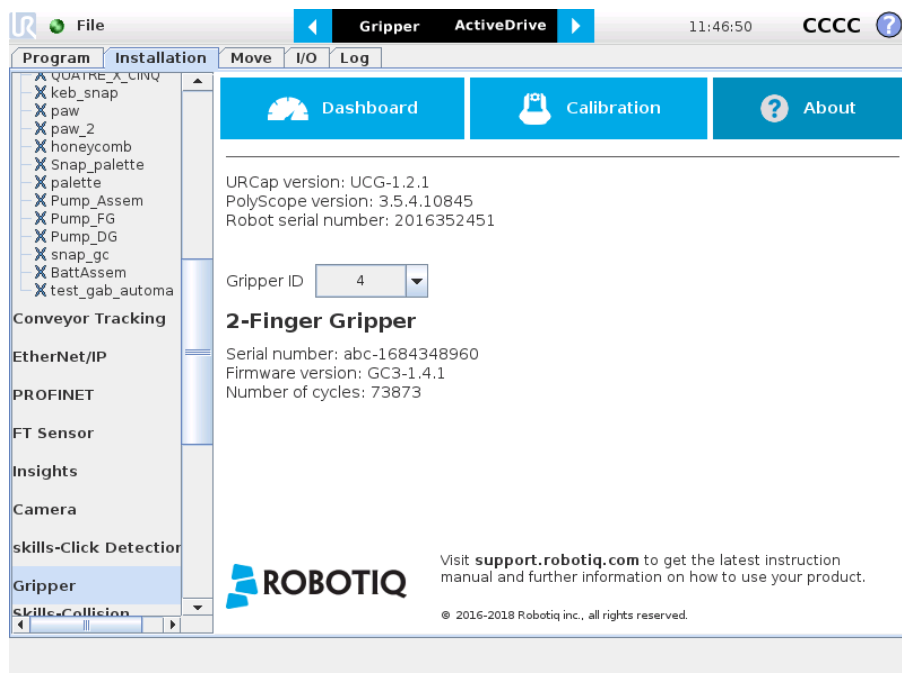 UR File Gripper ActiveDrive 11:46:50 CCCC ?
Program Installation Move I/O Log
QUATRE_X_CINQ
keb_snap
paw
paw_2
honeycomb
Snap_palette
palette
Pump_Assem
Pump_FG
Pump_DG
snap_gc
BattAssem
test_gab_automa
Conveyor Tracking
EtherNet/IP
PROFINET
FT Sensor
Insights
Camera
skills-Click Detection
Gripper
Skills-Collision
Dashboard Calibration ? About
URCap version: UCG-1.2.1
PolyScope version: 3.5.4.10845
Robot serial number: 2016352451
Gripper ID 4
2-Finger Gripper
Serial number: abc-1684348960
Firmware version: GC3-1.4.1
Number of cycles: 73873
ROBOTIQ
Visit support.robotiq.com to get the latest instruction
manual and further information on how to use your product.
© 2016-2018 Robotiq inc., all rights reserved.